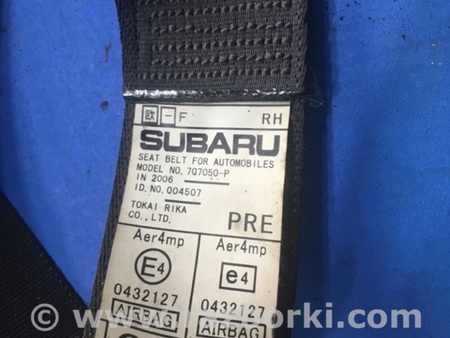 欧 一 F RH
SUBARU
SEAT BELT FOR AUTOMOBILES
MODEL NO. 7Q7050-P
IN 2006
ID.NO. 004507
TOKAI RIKA
CO.,LTD.
PRE
Aer4mp Aer4mp
E4 e4
0432127 0432127
AIRBAG AIRBAG